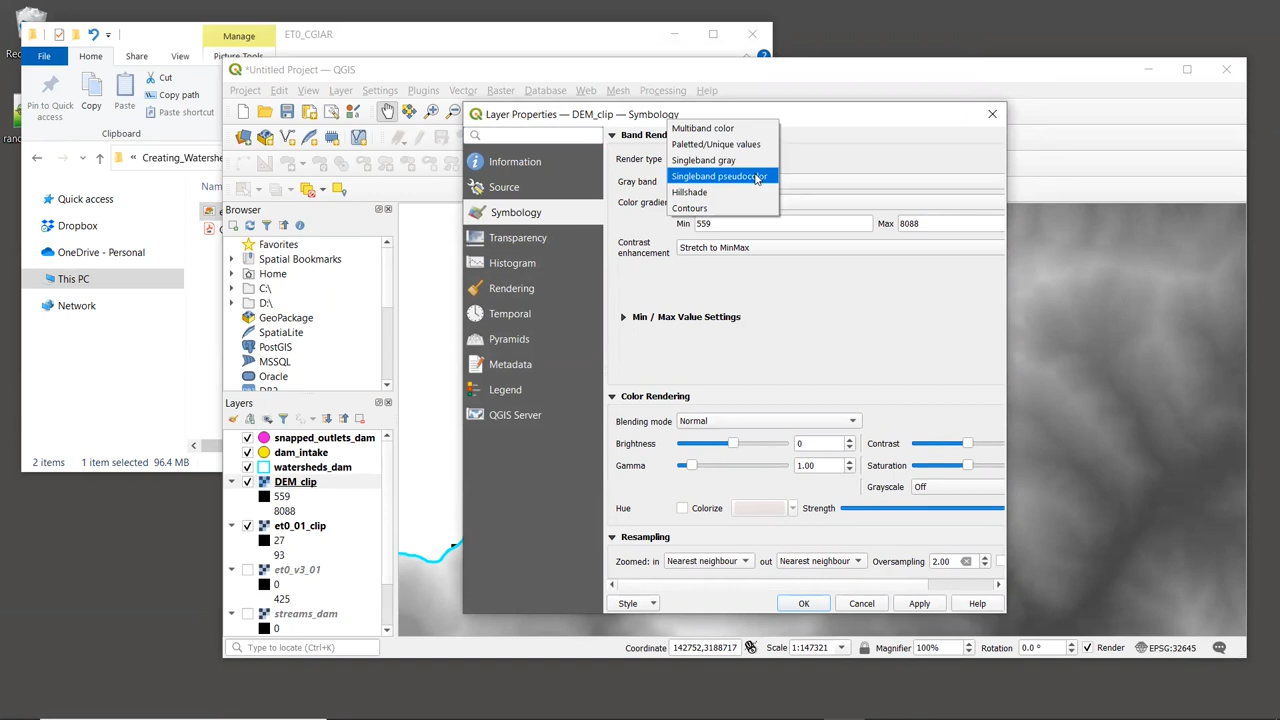 Manage
ET0_CGIAR
File
Home
Share
View
Picture Tools
Pin to Quick access
Copy
Paste
Cut
Copy path
Paste shortcut
Clipboard
« Creating_Watershe
Quick access
Dropbox
OneDrive - Personal
This PC
Network
2 items
1 item selected 96.4 MB
*Untitled Project — QGIS
Project Edit View Layer Settings Plugins Vector Raster Database Web Mesh Processing Help
Browser
Favorites
Spatial Bookmarks
Home
C:\
D:\
GeoPackage
SpatiaLite
PostGIS
MSSQL
Oracle
Layers
snapped_outlets_dam
dam_intake
watersheds_dam
DEM_clip
559
8088
et0_01_clip
27
93
et0_v3_01
0
425
streams_dam
0
Type to locate (Ctrl+K)
Layer Properties — DEM_clip — Symbology
Information
Source
Symbology
Transparency
Histogram
Rendering
Temporal
Pyramids
Metadata
Legend
QGIS Server
Band Rend
Render type
Gray band
Color gradien
Multiband color
Paletted/Unique values
Singleband gray
Singleband pseudocolor
Hillshade
Contours
Min 559 Max 8088
Contrast enhancement
Stretch to MinMax
Min / Max Value Settings
Color Rendering
Blending mode Normal
Brightness 0 Contrast
Gamma 1.00 Saturation
Grayscale Off
Hue Colorize Strength
Resampling
Zoomed: in Nearest neighbour out Nearest neighbour Oversampling 2.00
Style OK Cancel Apply Help
Coordinate 142752,3188717 Scale 1:147321 Magnifier 100% Rotation 0.0 ° Render EPSG:32645